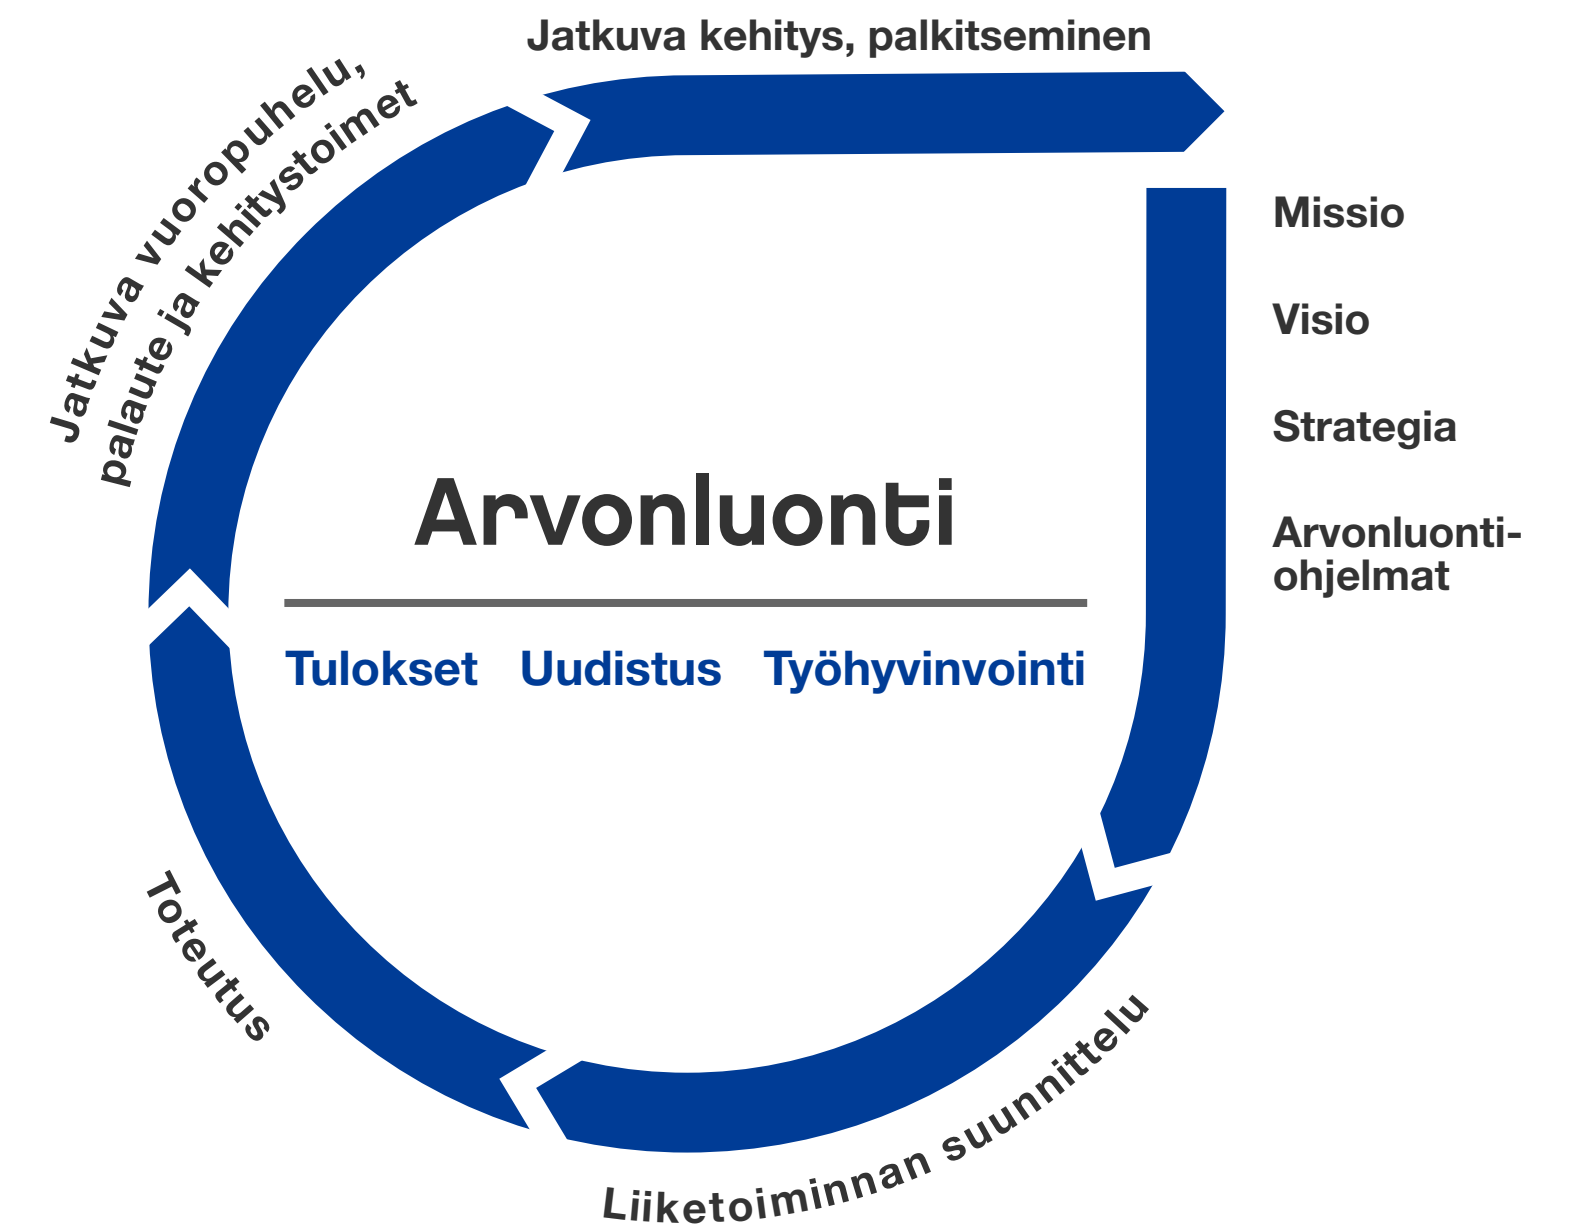 Jatkuva kehitys, palkitseminen
Missio
Visio
Strategia
Arvonluonti-
ohjelmat
Liiketoiminnan suunnittelu
Toteutus
Jatkuva vuoropuhelu,
palaute ja kehitystoimet
Arvonluonti
Tulokset Uudistus Työhyvinvointi